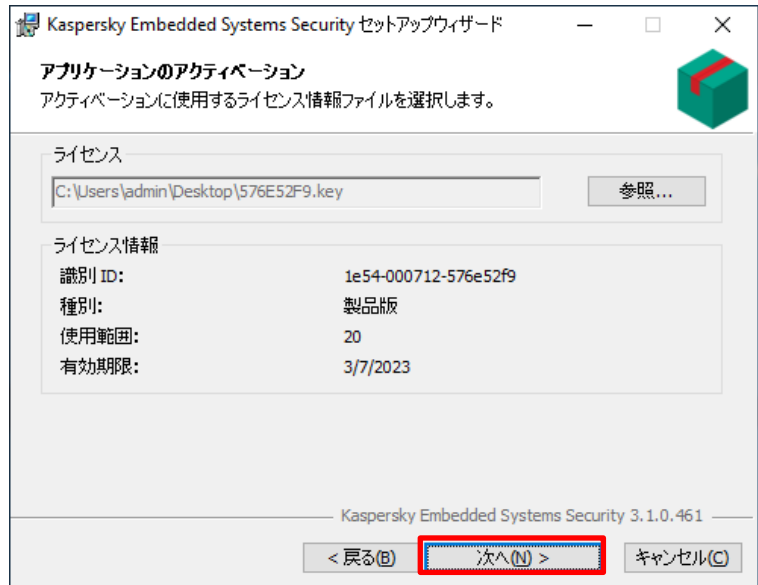 Kaspersky Embedded Systems Security セットアップウィザード
アプリケーションのアクティベーション
アクティベーションに使用するライセンス情報ファイルを選択します。
ライセンス
C:\Users\admin\Desktop\576E52F9.key
参照...
ライセンス情報
識別 ID: 1e54-000712-576e52f9
種別: 製品版
使用範囲: 20
有効期限: 3/7/2023
Kaspersky Embedded Systems Security 3.1.0.461
< 戻る(B) 次へ(N) > キャンセル(C)